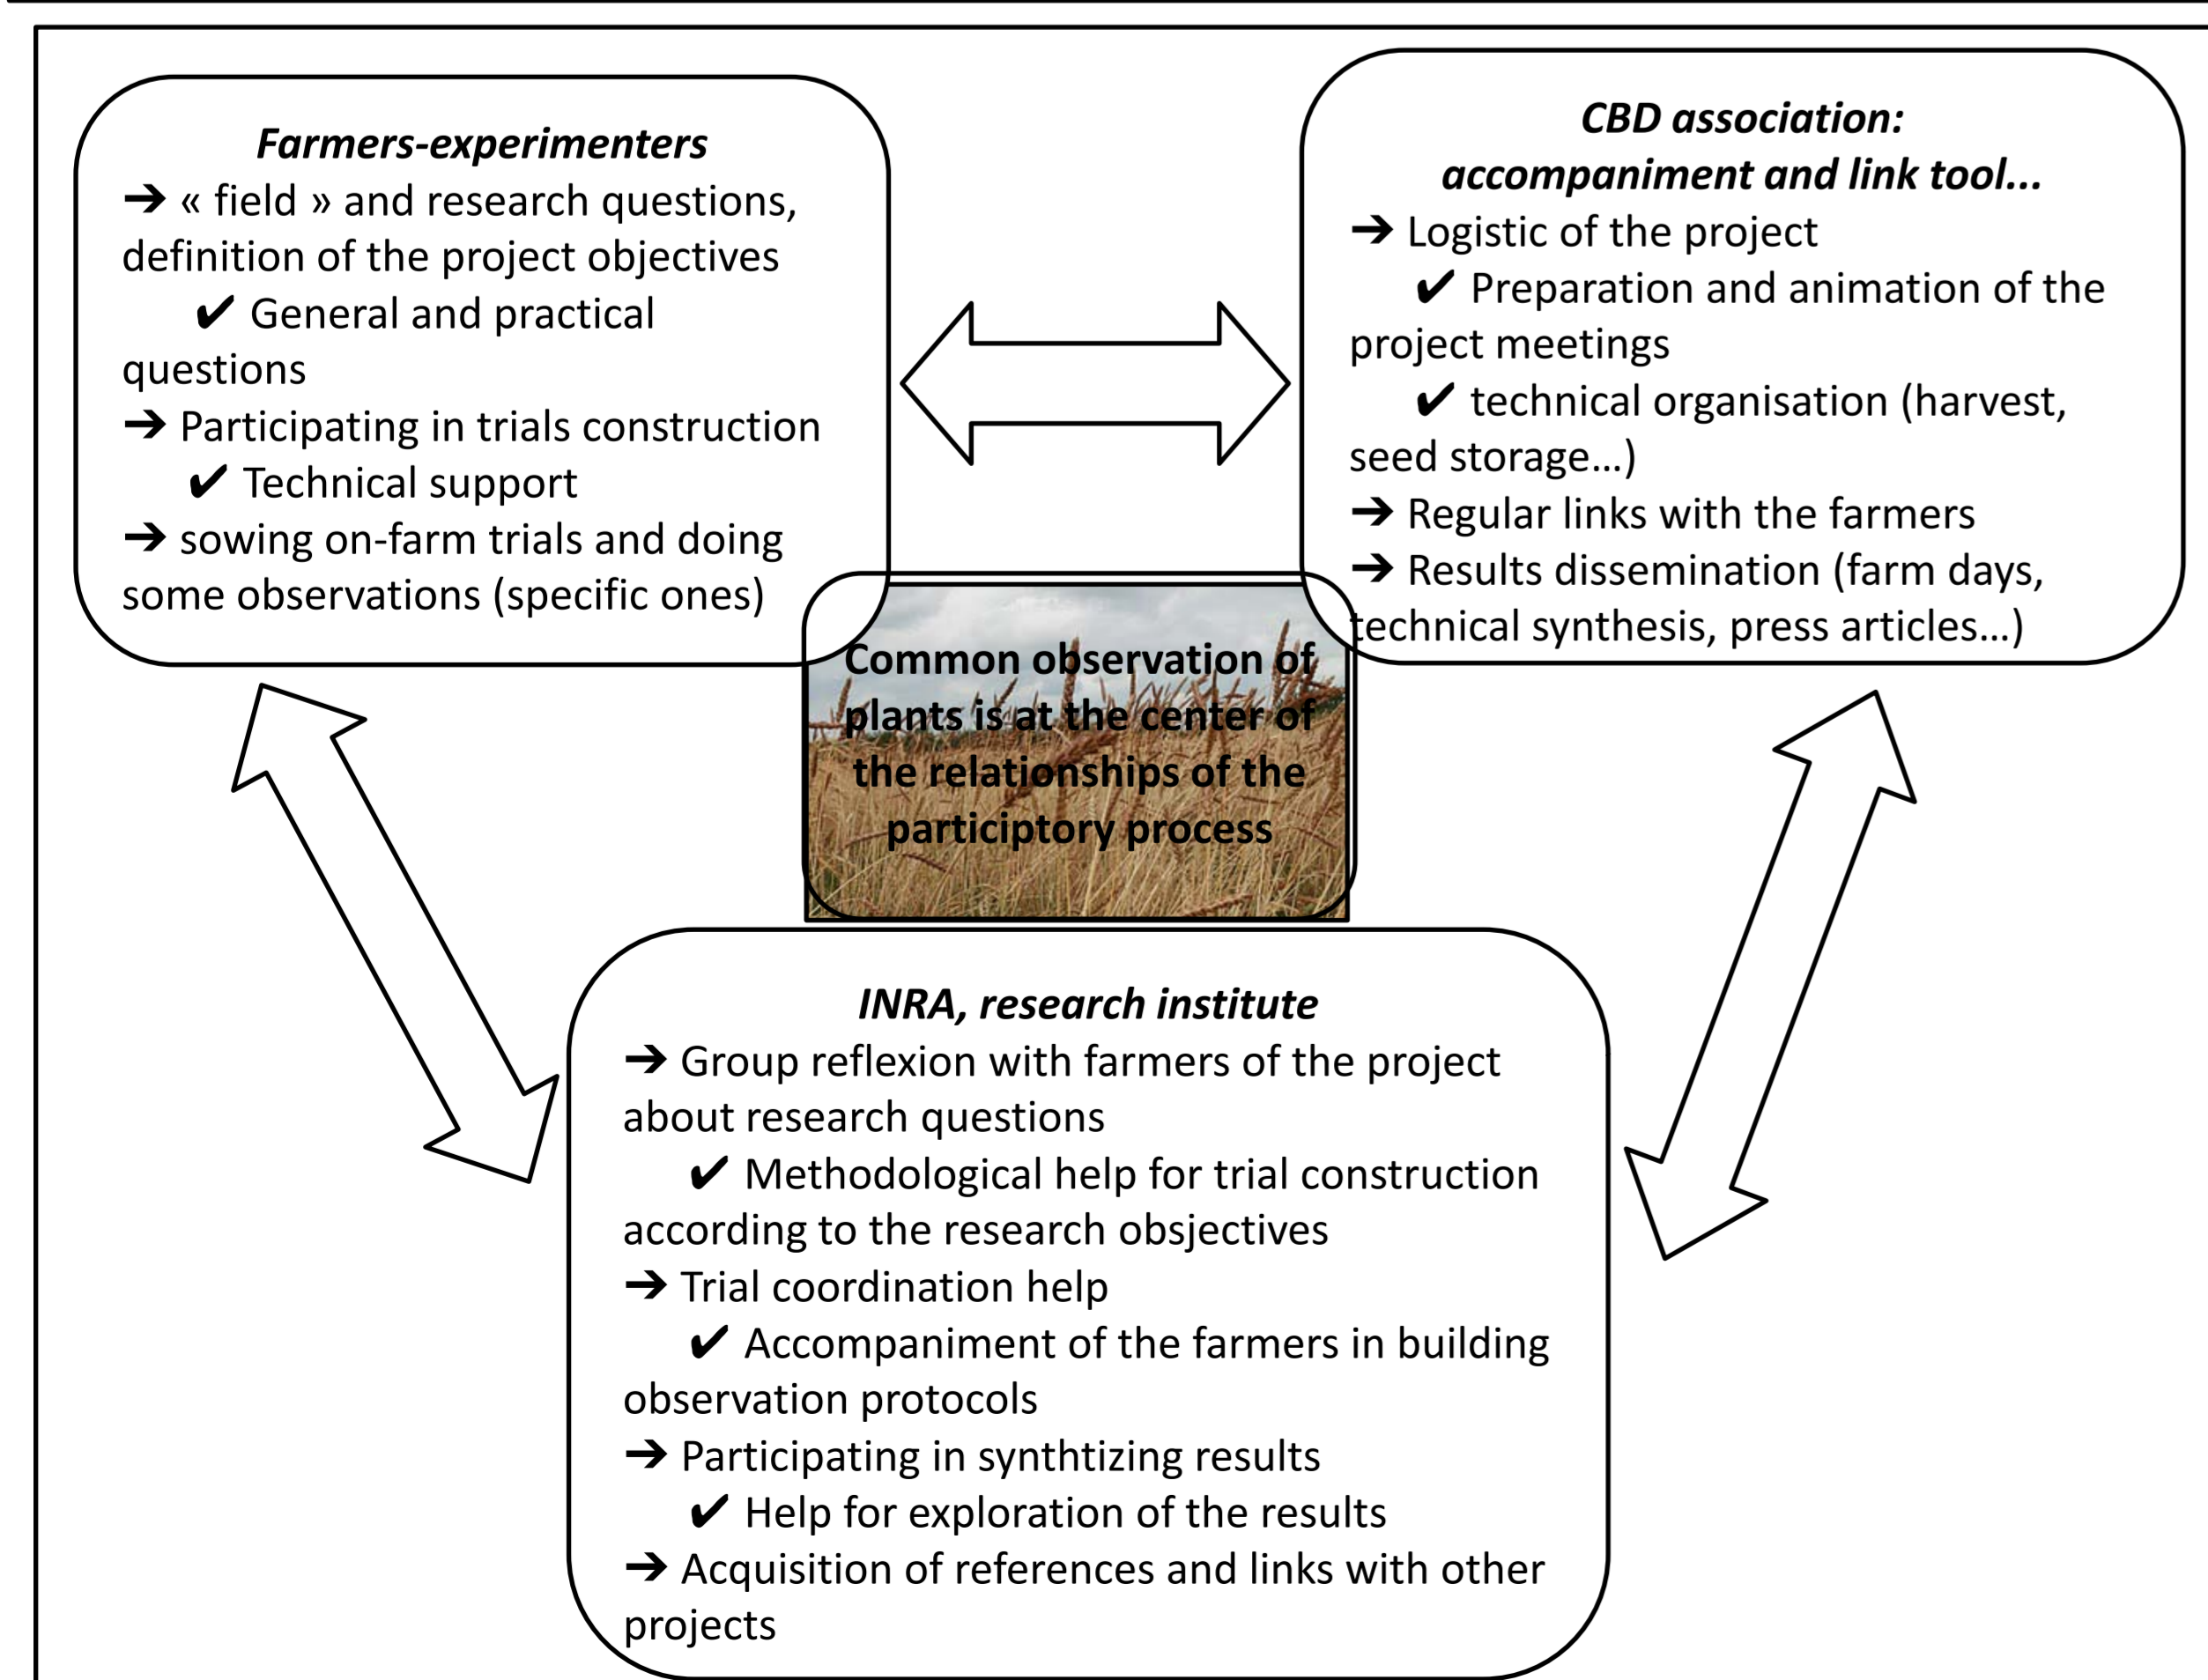 Farmers-experimenters
➔ « field » and research questions,
definition of the project objectives
✔ General and practical
questions
➔ Participating in trials construction
✔ Technical support
➔ sowing on-farm trials and doing
some observations (specific ones)
CBD association:
accompaniment and link tool...
➔ Logistic of the project
✔ Preparation and animation of the
project meetings
✔ technical organisation (harvest,
seed storage...)
➔ Regular links with the farmers
➔ Results dissemination (farm days,
technical synthesis, press articles...)
Common observation of
plants is at the center of
the relationships of the
participtory process
INRA, research institute
➔ Group reflexion with farmers of the project
about research questions
✔ Methodological help for trial construction
according to the research obsjectives
➔ Trial coordination help
✔ Accompaniment of the farmers in building
observation protocols
➔ Participating in synthtizing results
✔ Help for exploration of the results
➔ Acquisition of references and links with other
projects